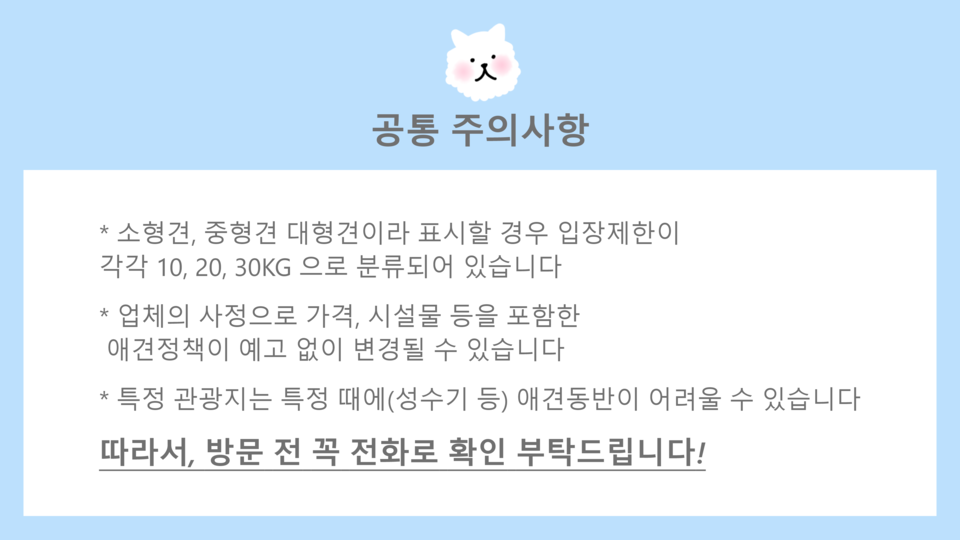 공통 주의사항
* 소형견, 중형견 대형견이라 표시할 경우 입장제한이
각각 10, 20, 30KG 으로 분류되어 있습니다
* 업체의 사정으로 가격, 시설물 등을 포함한
애견정책이 예고 없이 변경될 수 있습니다
* 특정 관광지는 특정 때에(성수기 등) 애견동반이 어려울 수 있습니다
따라서, 방문 전 꼭 전화로 확인 부탁드립니다!